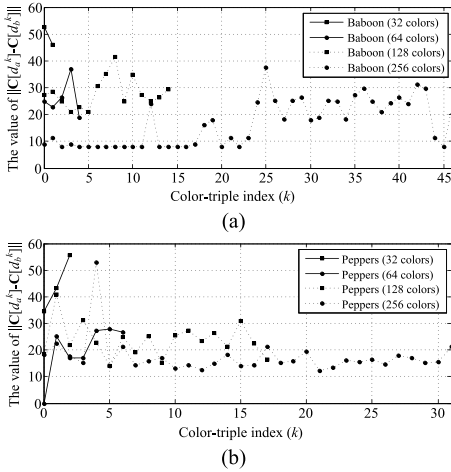 The value of ||C[d_a^k]-C[d_b^k]||
60
50
40
30
20
10
0
0 5 10 15 20 25 30 35 40 45
Baboon (32 colors)
Baboon (64 colors)
Baboon (128 colors)
Baboon (256 colors)
Color-triple index (k)
(a)
The value of ||C[d_a^k]-C[d_b^k]||
60
50
40
30
20
10
0
0 5 10 15 20 25 30
Peppers (32 colors)
Peppers (64 colors)
Peppers (128 colors)
Peppers (256 colors)
Color-triple index (k)
(b)